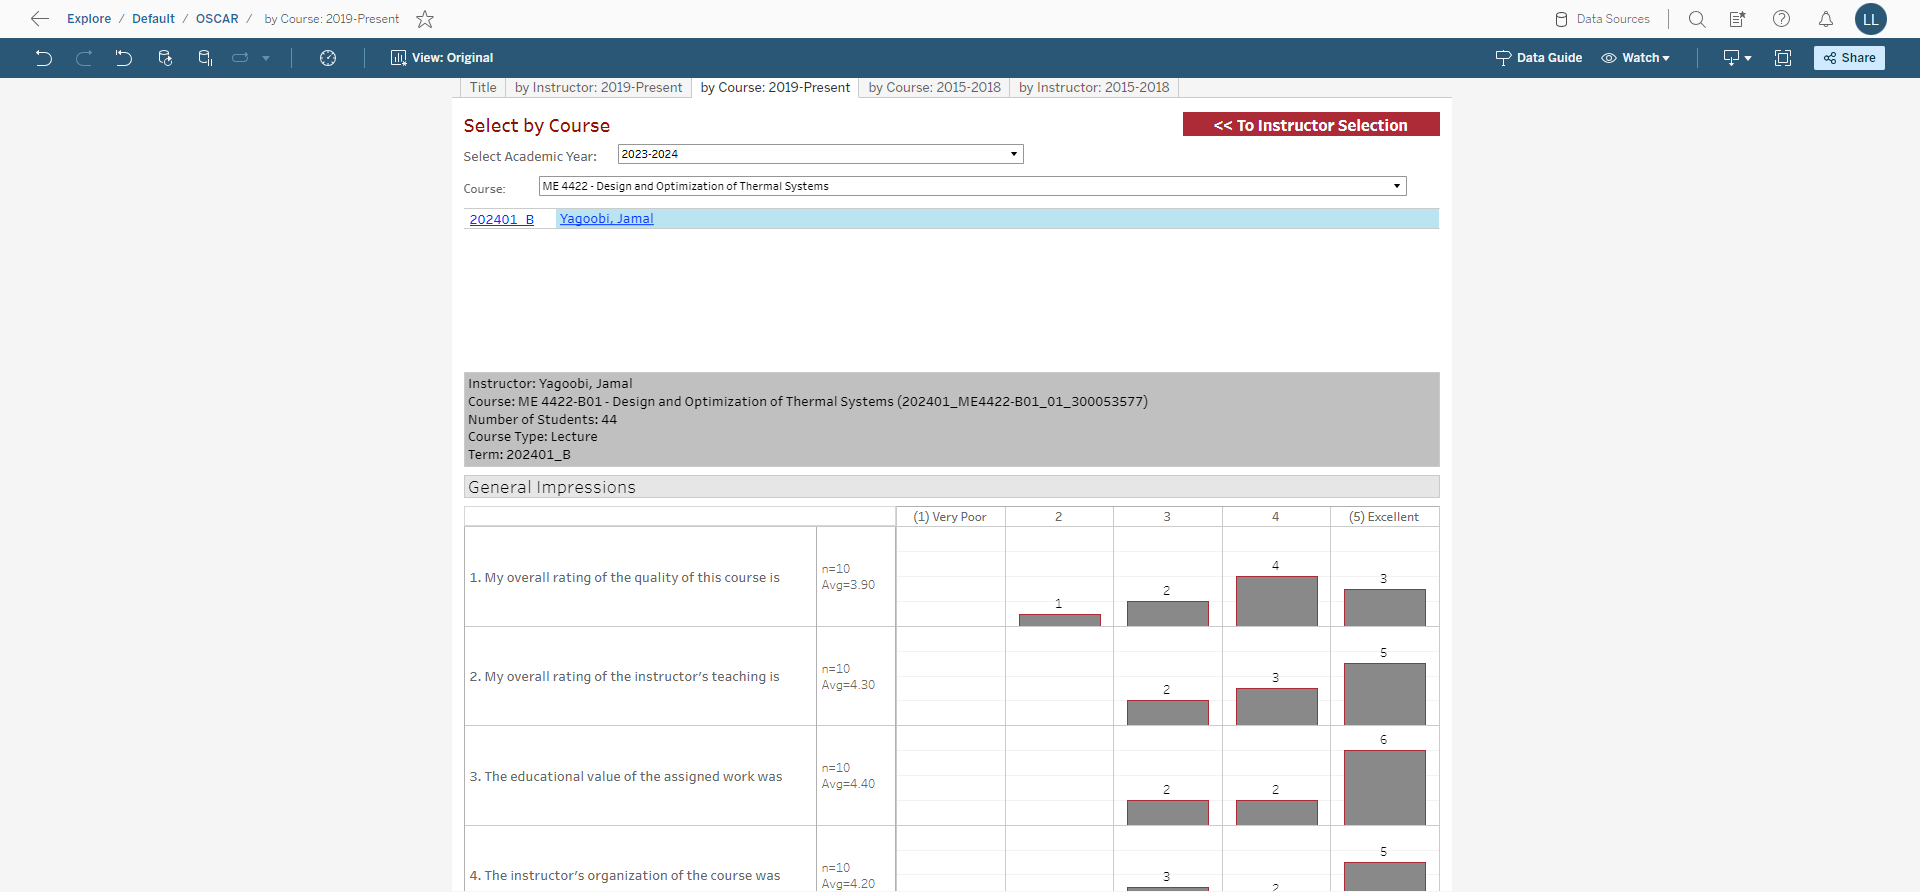 Explore / Default / OSCAR / by Course: 2019-Present
Data Sources
LL
View: Original
Data Guide
Watch
Share
Title
by Instructor: 2019-Present
by Course: 2019-Present
by Course: 2015-2018
by Instructor: 2015-2018
Select by Course
<< To Instructor Selection
Select Academic Year:
2023-2024
Course:
ME 4422 - Design and Optimization of Thermal Systems
202401_B
Yagoobi, Jamal
Instructor: Yagoobi, Jamal
Course: ME 4422-B01 - Design and Optimization of Thermal Systems (202401_ME4422-B01_01_300053577)
Number of Students: 44
Course Type: Lecture
Term: 202401_B
General Impressions
(1) Very Poor
2
3
4
(5) Excellent
1. My overall rating of the quality of this course is
n=10
Avg=3.90
1
2
4
3
2. My overall rating of the instructor's teaching is
n=10
Avg=4.30
2
3
5
3. The educational value of the assigned work was
n=10
Avg=4.40
2
2
6
4. The instructor's organization of the course was
n=10
Avg=4.20
3
2
5